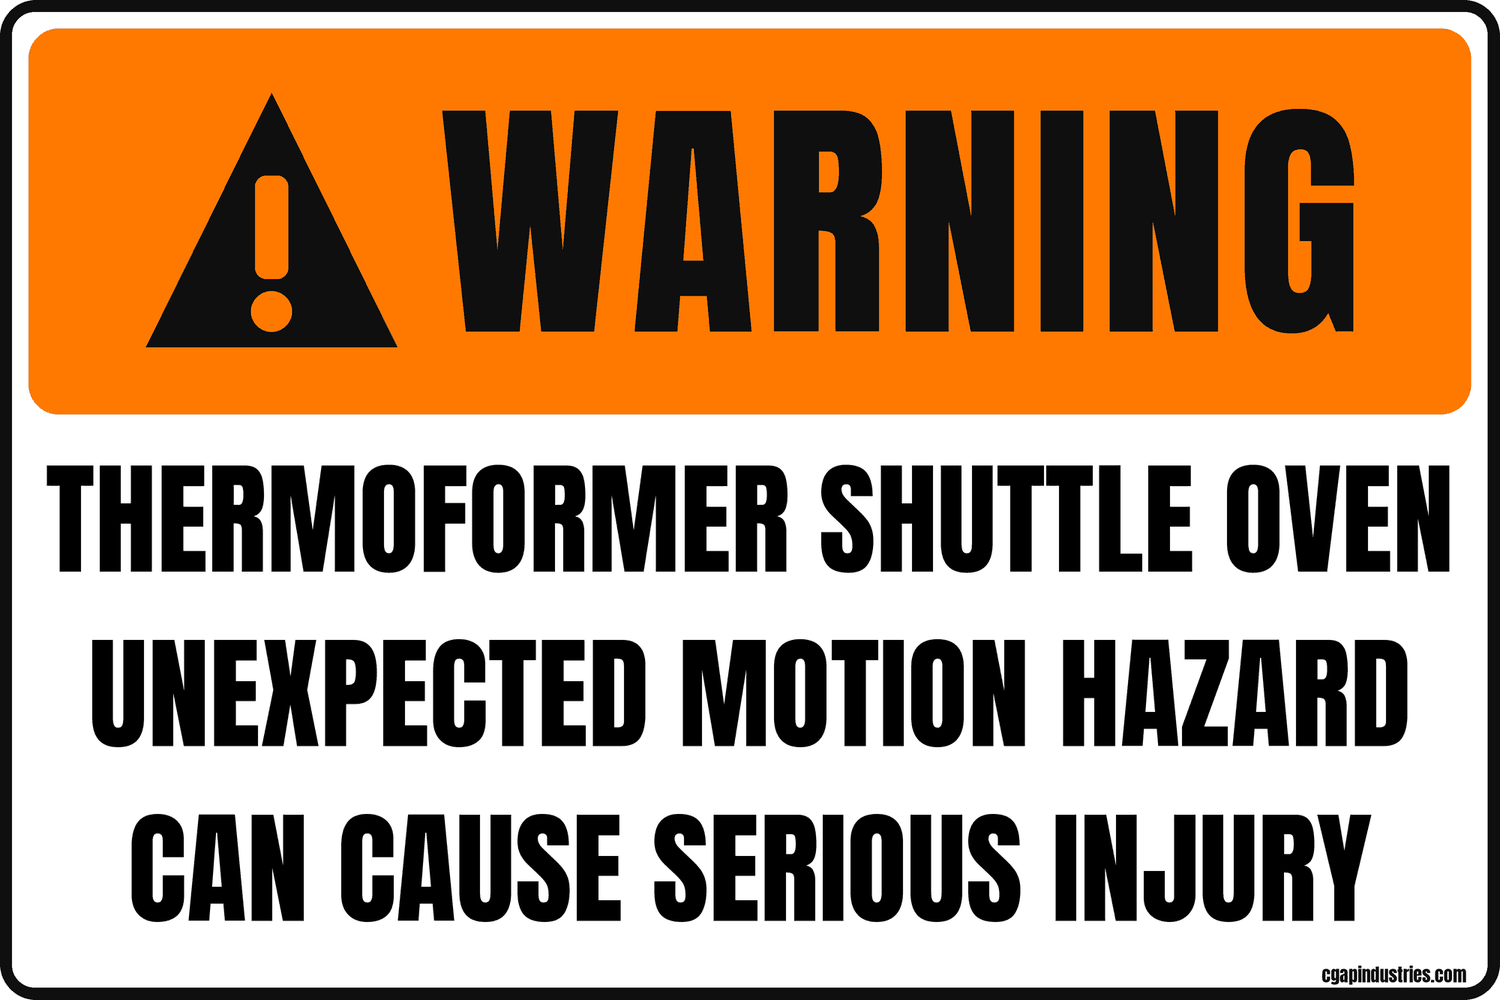 WARNING
THERMOFORMER SHUTTLE OVEN
UNEXPECTED MOTION HAZARD
CAN CAUSE SERIOUS INJURY
cgapindustries.com